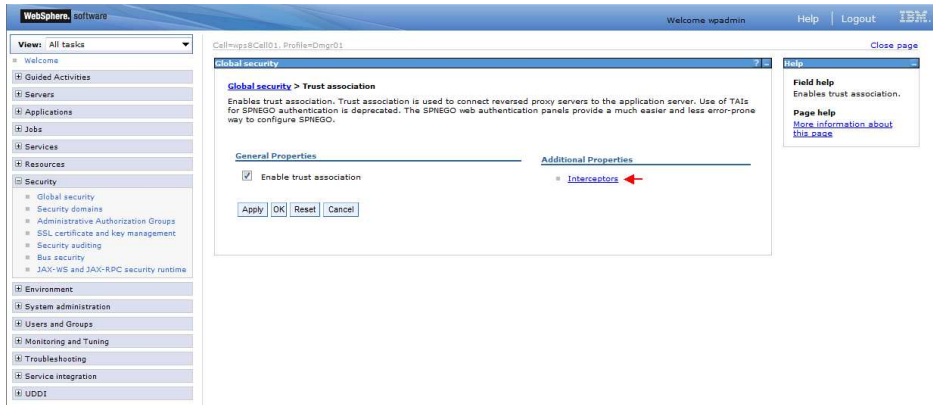 WebSphere. software
Welcome wpadmin
Help
Logout
IBM.
View: All tasks
Cell=wps8Cell01, Profile=Dmgr01
Close page
Welcome
Guided Activities
Servers
Applications
Jobs
Services
Resources
Security
Global security
Security domains
Administrative Authorization Groups
SSL certificate and key management
Security auditing
Bus security
JAX-WS and JAX-RPC security runtime
Environment
System administration
Users and Groups
Monitoring and Tuning
Troubleshooting
Service integration
UDDI
Global security
Global security > Trust association
Enables trust association. Trust association is used to connect reversed proxy servers to the application server. Use of TAIs
for SPNEGO authentication is deprecated. The SPNEGO web authentication panels provide a much easier and less error-prone
way to configure SPNEGO.
General Properties
Enable trust association
Apply OK Reset Cancel
Additional Properties
Interceptors
Help
Field help
Enables trust association.
Page help
More information about
this page